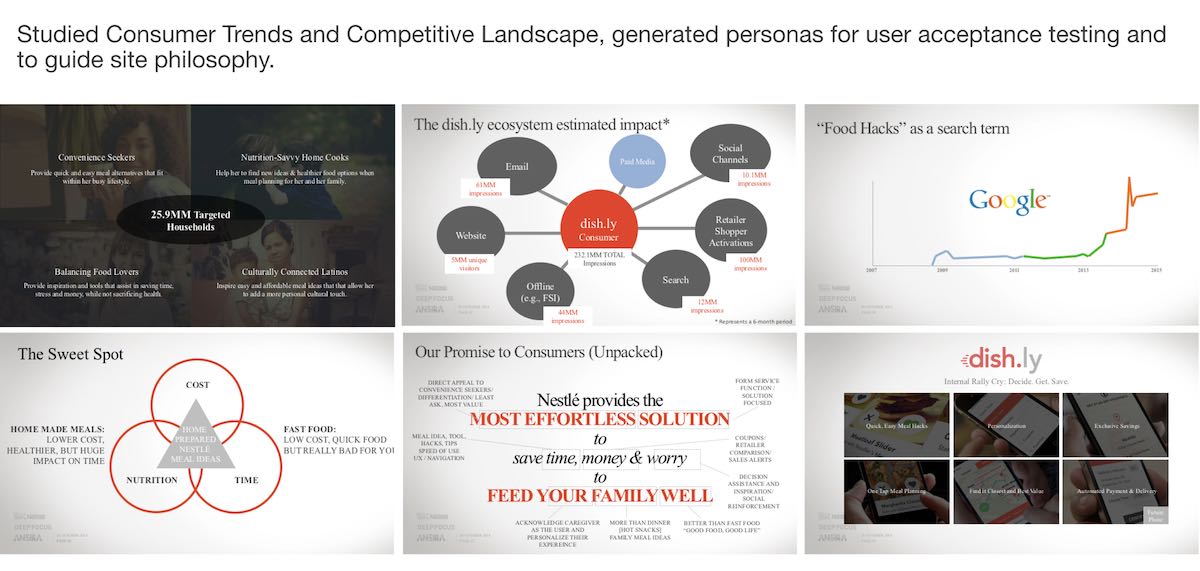 Studied Consumer Trends and Competitive Landscape, generated personas for user acceptance testing and
to guide site philosophy.
Convenience Seekers
Provide quick and easy meal alternatives that fit
within her busy lifestyle.
Nutrition-Savvy Home Cooks
Help her to find new ideas & healthier food options when
meal planning for her and her family.
25.9MM Targeted
Households
Balancing Food Lovers
Provide inspiration and tools that assist in saving time,
stress and money, while not sacrificing health.
Culturally Connected Latinos
Inspire easy and affordable meal ideas that that allow her
to add a more personal cultural touch.
The dish.ly ecosystem estimated impact*
Email
61MM
impressions
Paid Media
Social
Channels
10.1MM
impressions
Website
5MM unique
visitors
dish.ly
Consumer
232.1MM TOTAL
Impressions
Retailer
Shopper
Activations
100MM
impressions
Offline
(e.g., FSI)
44MM
impressions
Search
12MM
impressions
DEEP FOCUS
* Represents a 6-month period
“Food Hacks” as a search term
Google
2007
2009
2011
2013
2015
DEEP FOCUS
The Sweet Spot
COST
HOME MADE MEALS:
LOWER COST,
HEALTHIER, BUT HUGE
IMPACT ON TIME
HOME
PREPARED
NESTLÉ
MEAL IDEAS
FAST FOOD:
LOW COST, QUICK FOOD
BUT REALLY BAD FOR YOU
NUTRITION
TIME
DEEP FOCUS
Our Promise to Consumers (Unpacked)
DIRECT APPEAL TO
CONVENIENCE SEEKERS/
DIFFERENTIATION/ LEAST
ASK, MOST VALUE
FORM SERVICE
FUNCTION /
SOLUTION
FOCUSED
Nestlé provides the
MOST EFFORTLESS SOLUTION
to
save time, money & worry
to
FEED YOUR FAMILY WELL
MEAL IDEA, TOOL,
HACKS, TIPS
SPEED OF USE
UX / NAVIGATION
COUPONS/
RETAILER
COMPARISON/
SALES ALERTS
DECISION
ASSISTANCE AND
INSPIRATION/
SOCIAL
REINFORCEMENT
ACKNOWLEDGE CAREGIVER
AS THE USER AND
PERSONALIZE THEIR
EXPEREINCE
MORE THAN DINNER
[HOT SNACKS]
FAMILY MEAL IDEAS
BETTER THAN FAST FOOD
“GOOD FOOD, GOOD LIFE”
DEEP FOCUS
dish.ly
Internal Rally Cry: Decide. Get. Save.
Quick, Easy Meal Hacks
Personalization
Exclusive Savings
One Tap Meal Planning
Find it Closest and Best Value
Automated Payment & Delivery
Future
Phase
DEEP FOCUS